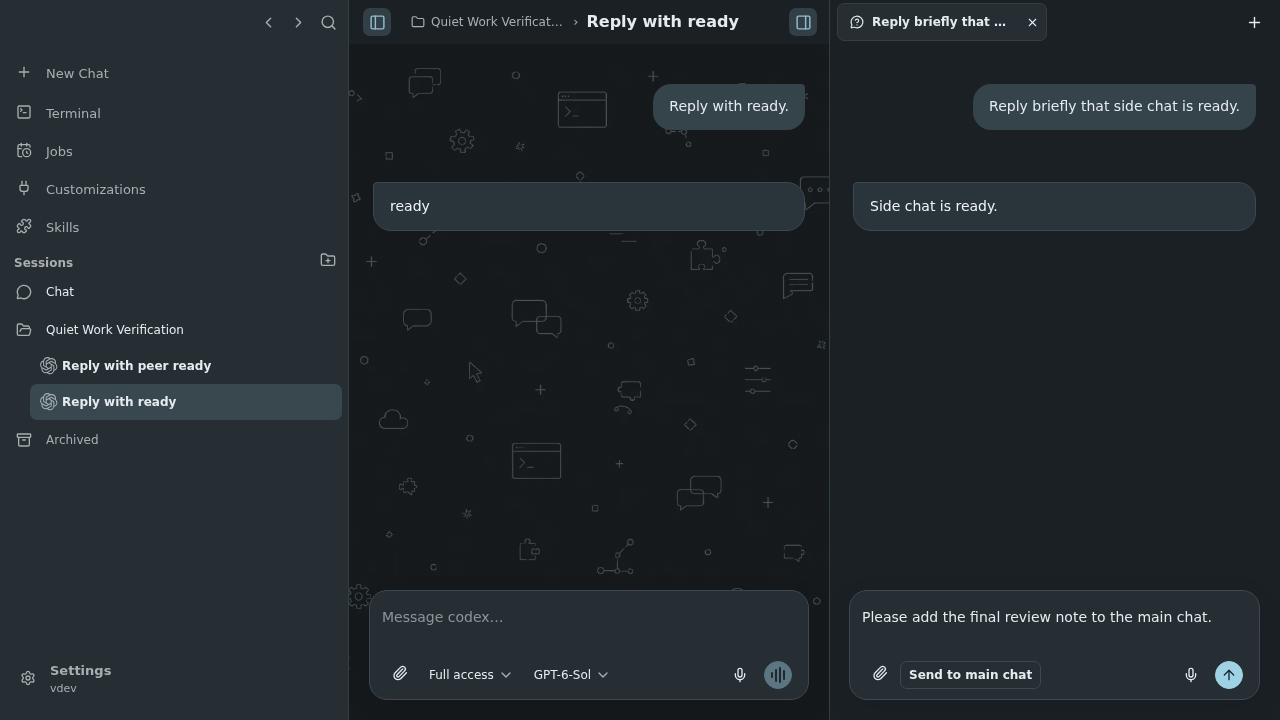 New Chat
Terminal
Jobs
Customizations
Skills
Sessions
Chat
Quiet Work Verification
Reply with peer ready
Reply with ready
Archived
Settings
vdev
Quiet Work Verificat… › Reply with ready
Reply with ready.
ready
Message codex…
Full access GPT-6-Sol
Reply briefly that …
Reply briefly that side chat is ready.
Side chat is ready.
Please add the final review note to the main chat.
Send to main chat